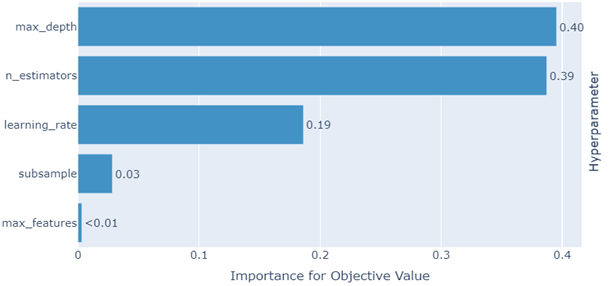 max_depth 0.40
n_estimators 0.39
learning_rate 0.19
subsample 0.03
max_features <0.01
0 0.1 0.2 0.3 0.4
Importance for Objective Value
Hyperparameter